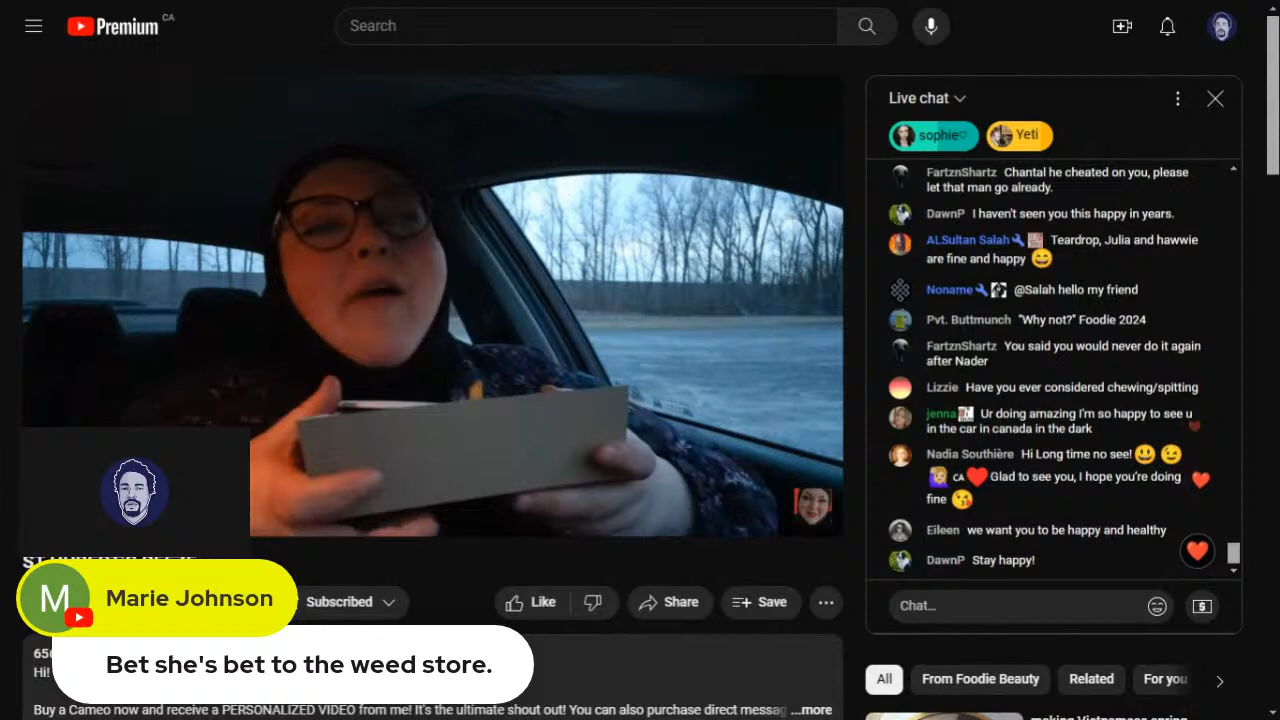 Premium CA
Search
Live chat
sophie♡
Yeti
FartznShartz Chantal he cheated on you, please
let that man go already.
DawnP I haven't seen you this happy in years.
ALSultan Salah Teardrop, Julia and hawwie
are fine and happy 😄
Noname @Salah hello my friend
Pvt. Buttmunch "Why not?" Foodie 2024
FartznShartz You said you would never do it again
after Nader
Lizzie Have you ever considered chewing/spitting
jenna Ur doing amazing I'm so happy to see u
in the car in canada in the dark
Nadia Southière Hi Long time no see! 😃 😉
CA ❤️ Glad to see you, I hope you're doing
fine 😘
Eileen we want you to be happy and healthy
DawnP Stay happy!
Chat...
Subscribed
Like
Share
Save
M
Marie Johnson
Bet she's bet to the weed store.
Hi!
Buy a Cameo now and receive a PERSONALIZED VIDEO from me! It's the ultimate shout out! You can also purchase direct messag ...more
All
From Foodie Beauty
Related
For you